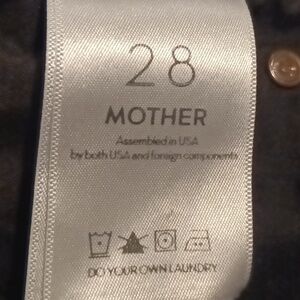 28
MOTHER
Assembled in USA
by both USA and foreign components
DO YOUR OWN LAUNDRY